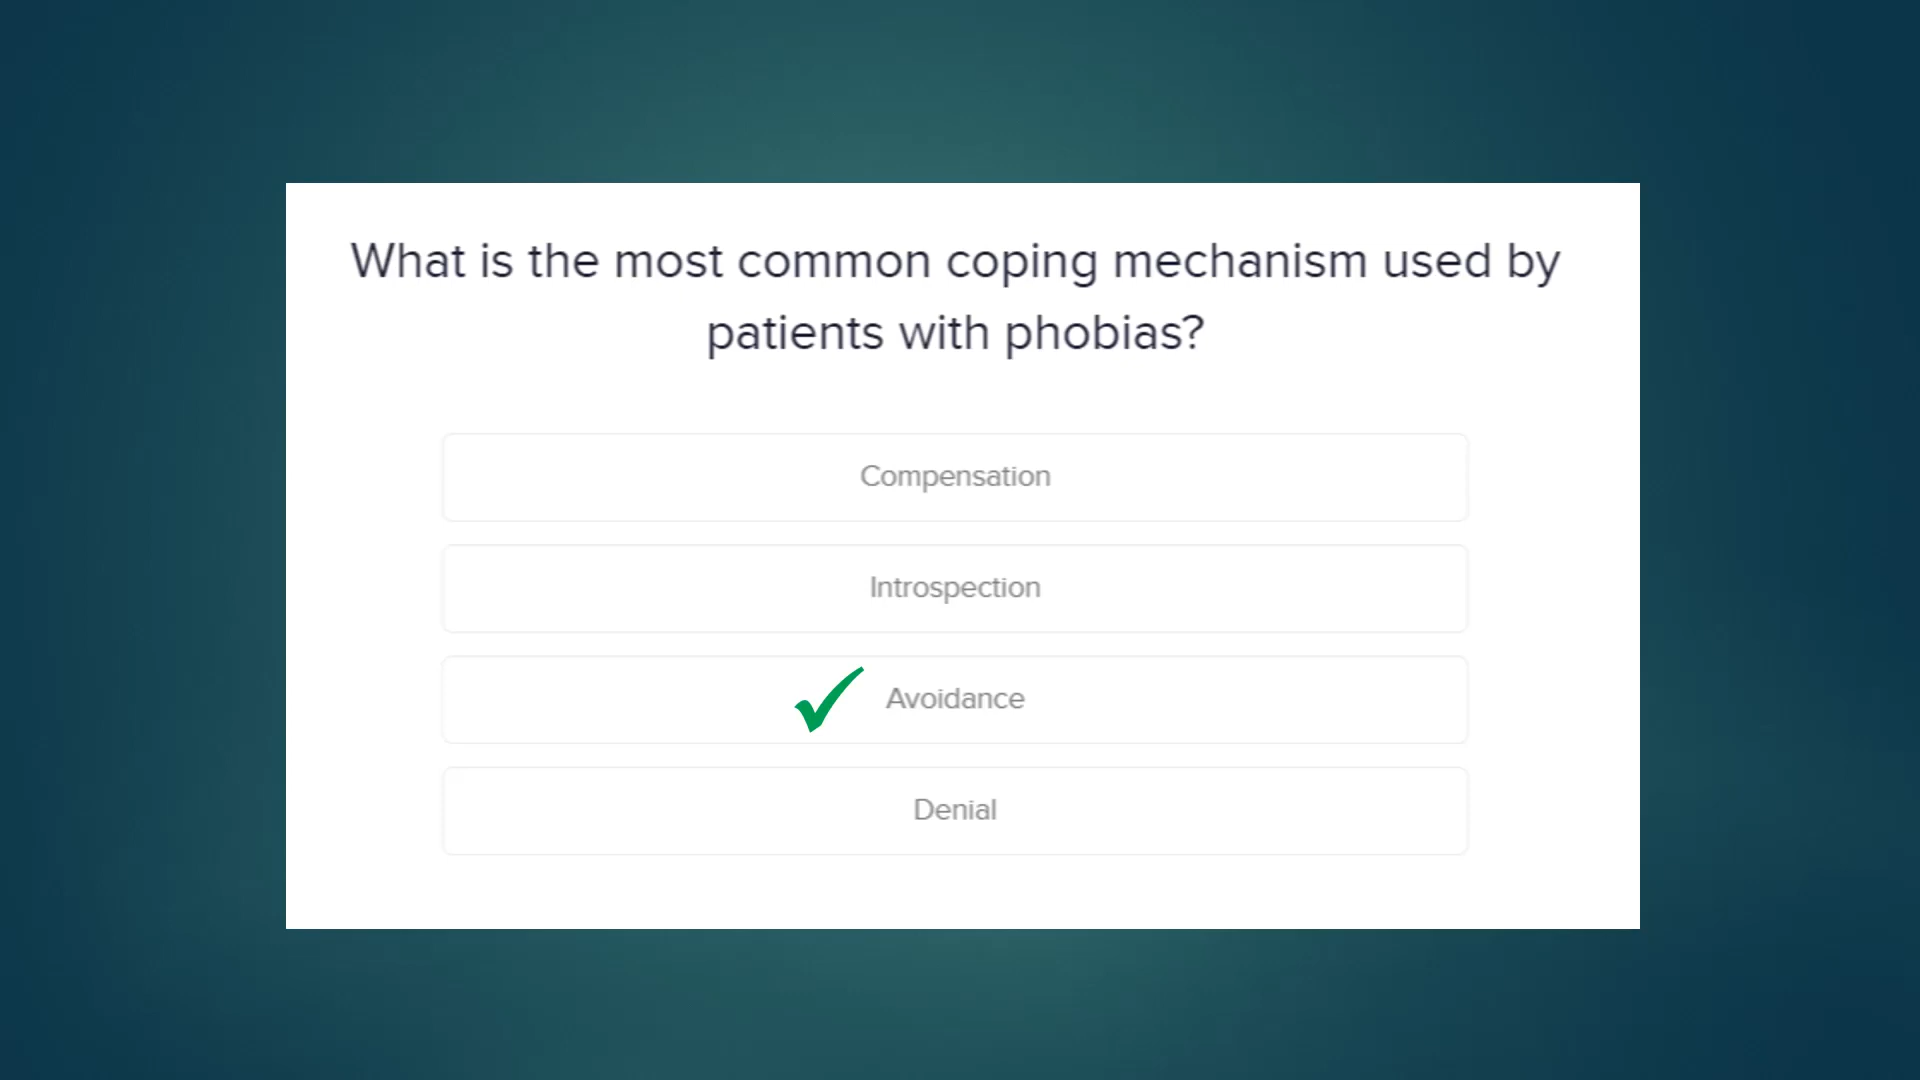 What is the most common coping mechanism used by
patients with phobias?
Compensation
Introspection
Avoidance
Denial